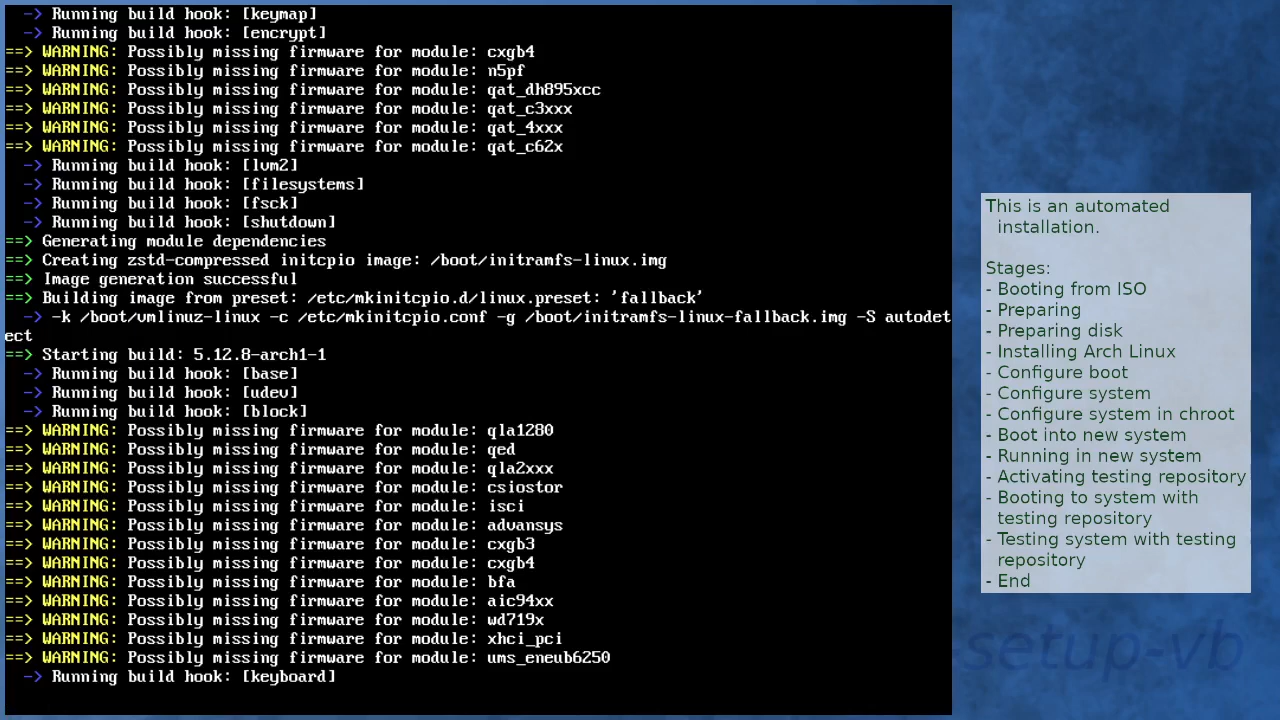 -> Running build hook: [keymap]
-> Running build hook: [encrypt]
==> WARNING: Possibly missing firmware for module: cxgb4
==> WARNING: Possibly missing firmware for module: n5pf
==> WARNING: Possibly missing firmware for module: qat_dh895xcc
==> WARNING: Possibly missing firmware for module: qat_c3xxx
==> WARNING: Possibly missing firmware for module: qat_4xxx
==> WARNING: Possibly missing firmware for module: qat_c62x
-> Running build hook: [lvm2]
-> Running build hook: [filesystems]
-> Running build hook: [fsck]
-> Running build hook: [shutdown]
==> Generating module dependencies
==> Creating zstd-compressed initcpio image: /boot/initramfs-linux.img
==> Image generation successful
==> Building image from preset: /etc/mkinitcpio.d/linux.preset: 'fallback'
-> -k /boot/vmlinuz-linux -c /etc/mkinitcpio.conf -g /boot/initramfs-linux-fallback.img -S autodet
ect
==> Starting build: 5.12.8-arch1-1
-> Running build hook: [base]
-> Running build hook: [udev]
-> Running build hook: [block]
==> WARNING: Possibly missing firmware for module: qla1280
==> WARNING: Possibly missing firmware for module: qed
==> WARNING: Possibly missing firmware for module: qla2xxx
==> WARNING: Possibly missing firmware for module: csiostor
==> WARNING: Possibly missing firmware for module: isci
==> WARNING: Possibly missing firmware for module: advansys
==> WARNING: Possibly missing firmware for module: cxgb3
==> WARNING: Possibly missing firmware for module: cxgb4
==> WARNING: Possibly missing firmware for module: bfa
==> WARNING: Possibly missing firmware for module: aic94xx
==> WARNING: Possibly missing firmware for module: wd719x
==> WARNING: Possibly missing firmware for module: xhci_pci
==> WARNING: Possibly missing firmware for module: ums_eneub6250
-> Running build hook: [keyboard]
This is an automated
installation.
Stages:
- Booting from ISO
- Preparing
- Preparing disk
- Installing Arch Linux
- Configure boot
- Configure system
- Configure system in chroot
- Boot into new system
- Running in new system
- Activating testing repository
- Booting to system with
testing repository
- Testing system with testing
repository
- End
-setup-vb